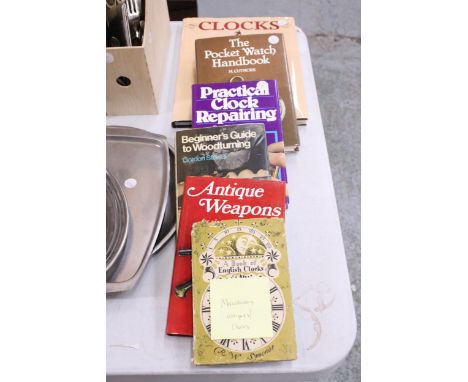 CLOCKS
The
Pocket Watch
Handbook
M. CUTMORE
Practical
Clock
Repairing
Beginner's Guide
to Woodturning
Gordon Stokes
Antique
Weapons
A Book of
English Clocks